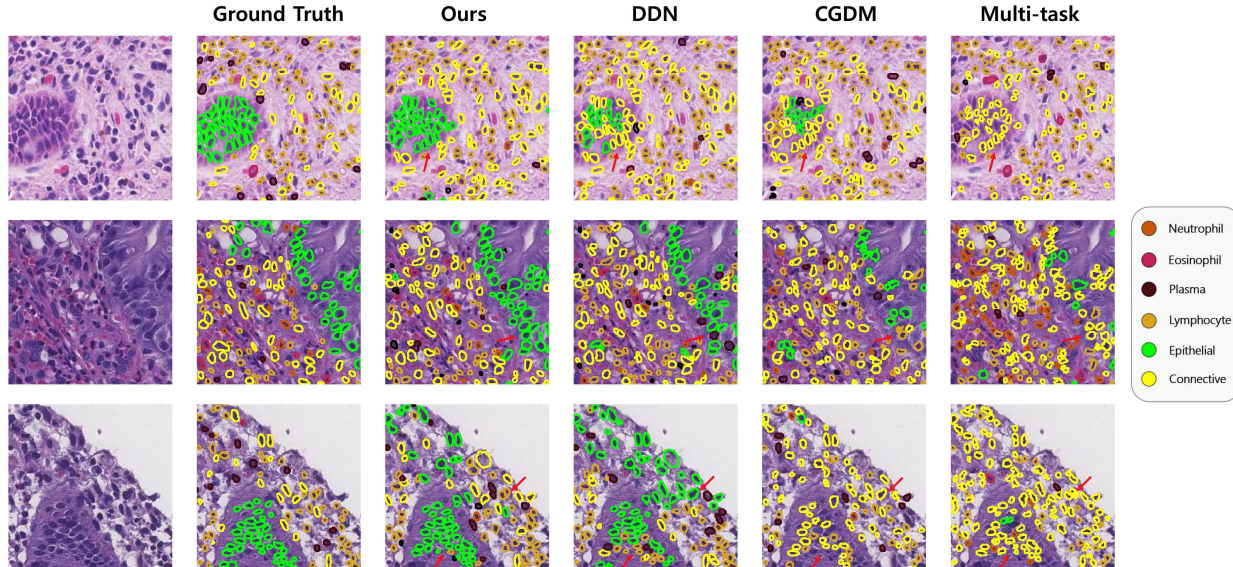 Ground Truth
Ours
DDN
CGDM
Multi-task
Neutrophil
Eosinophil
Plasma
Lymphocyte
Epithelial
Connective